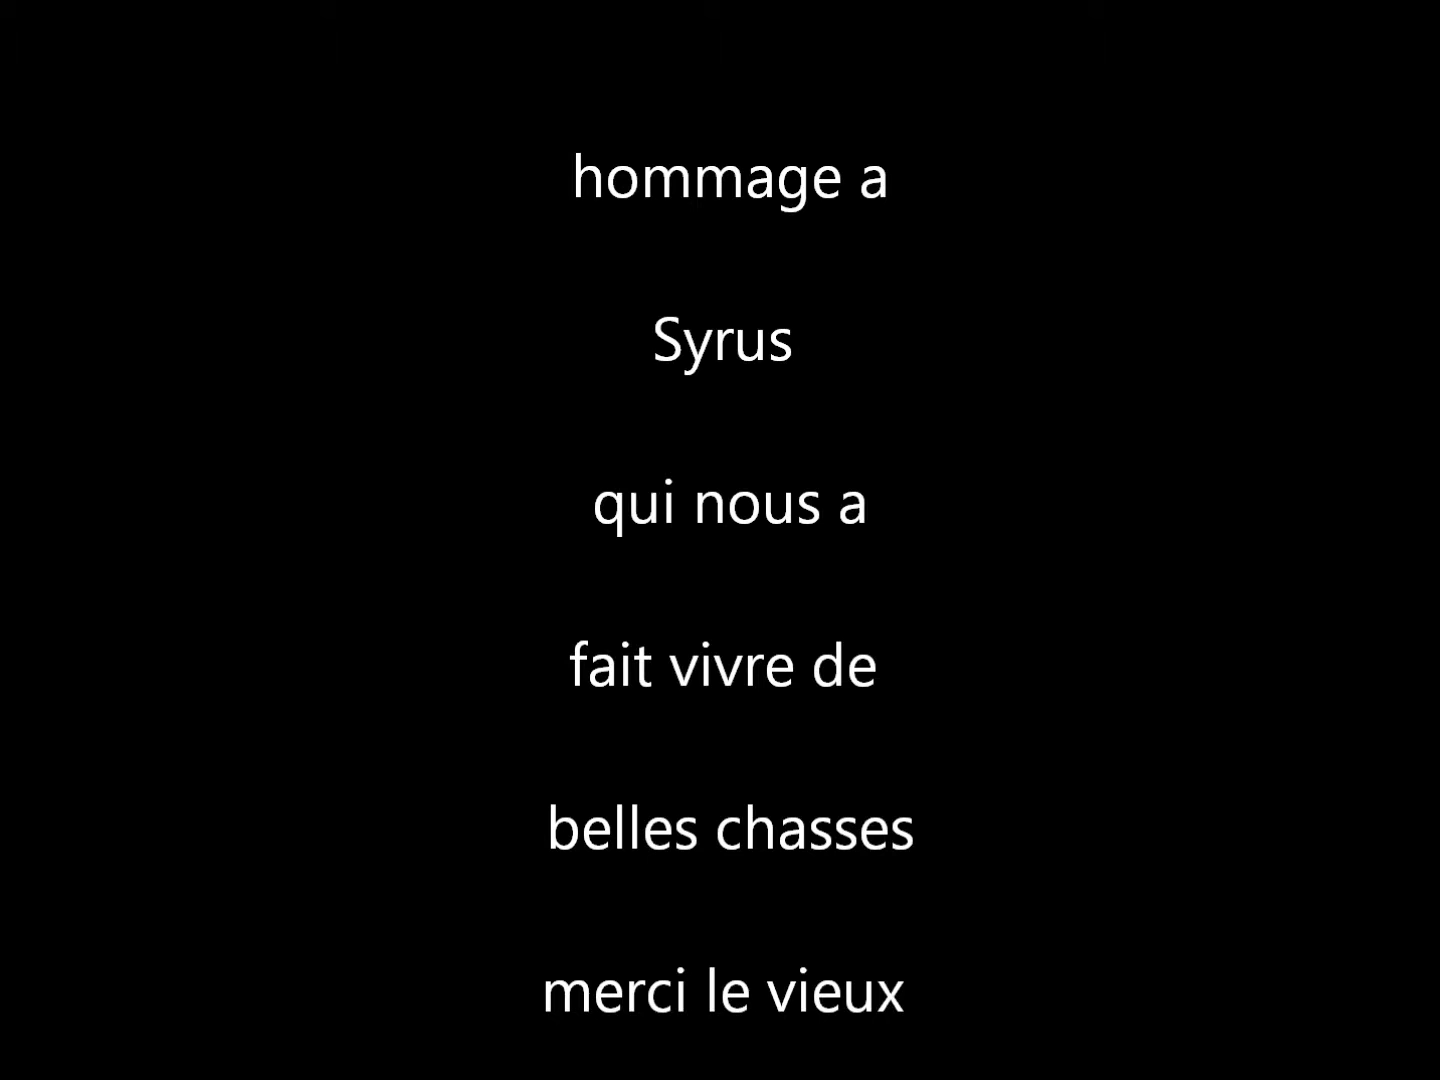 hommage a
Syrus
qui nous a
fait vivre de
belles chasses
merci le vieux